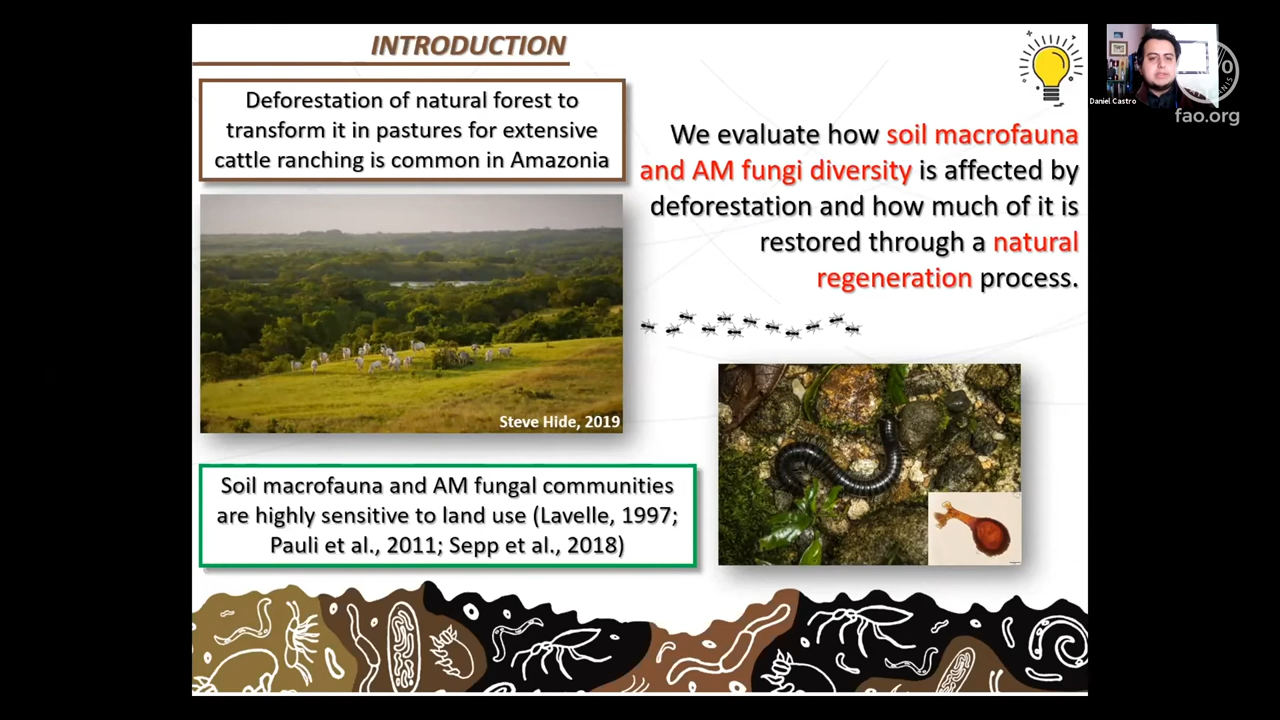 INTRODUCTION
Deforestation of natural forest to
transform it in pastures for extensive
cattle ranching is common in Amazonia
Steve Hide, 2019
Soil macrofauna and AM fungal communities
are highly sensitive to land use (Lavelle, 1997;
Pauli et al., 2011; Sepp et al., 2018)
We evaluate how soil macrofauna
and AM fungi diversity is affected by
deforestation and how much of it is
restored through a natural
regeneration process.
Daniel Castro
fao.org